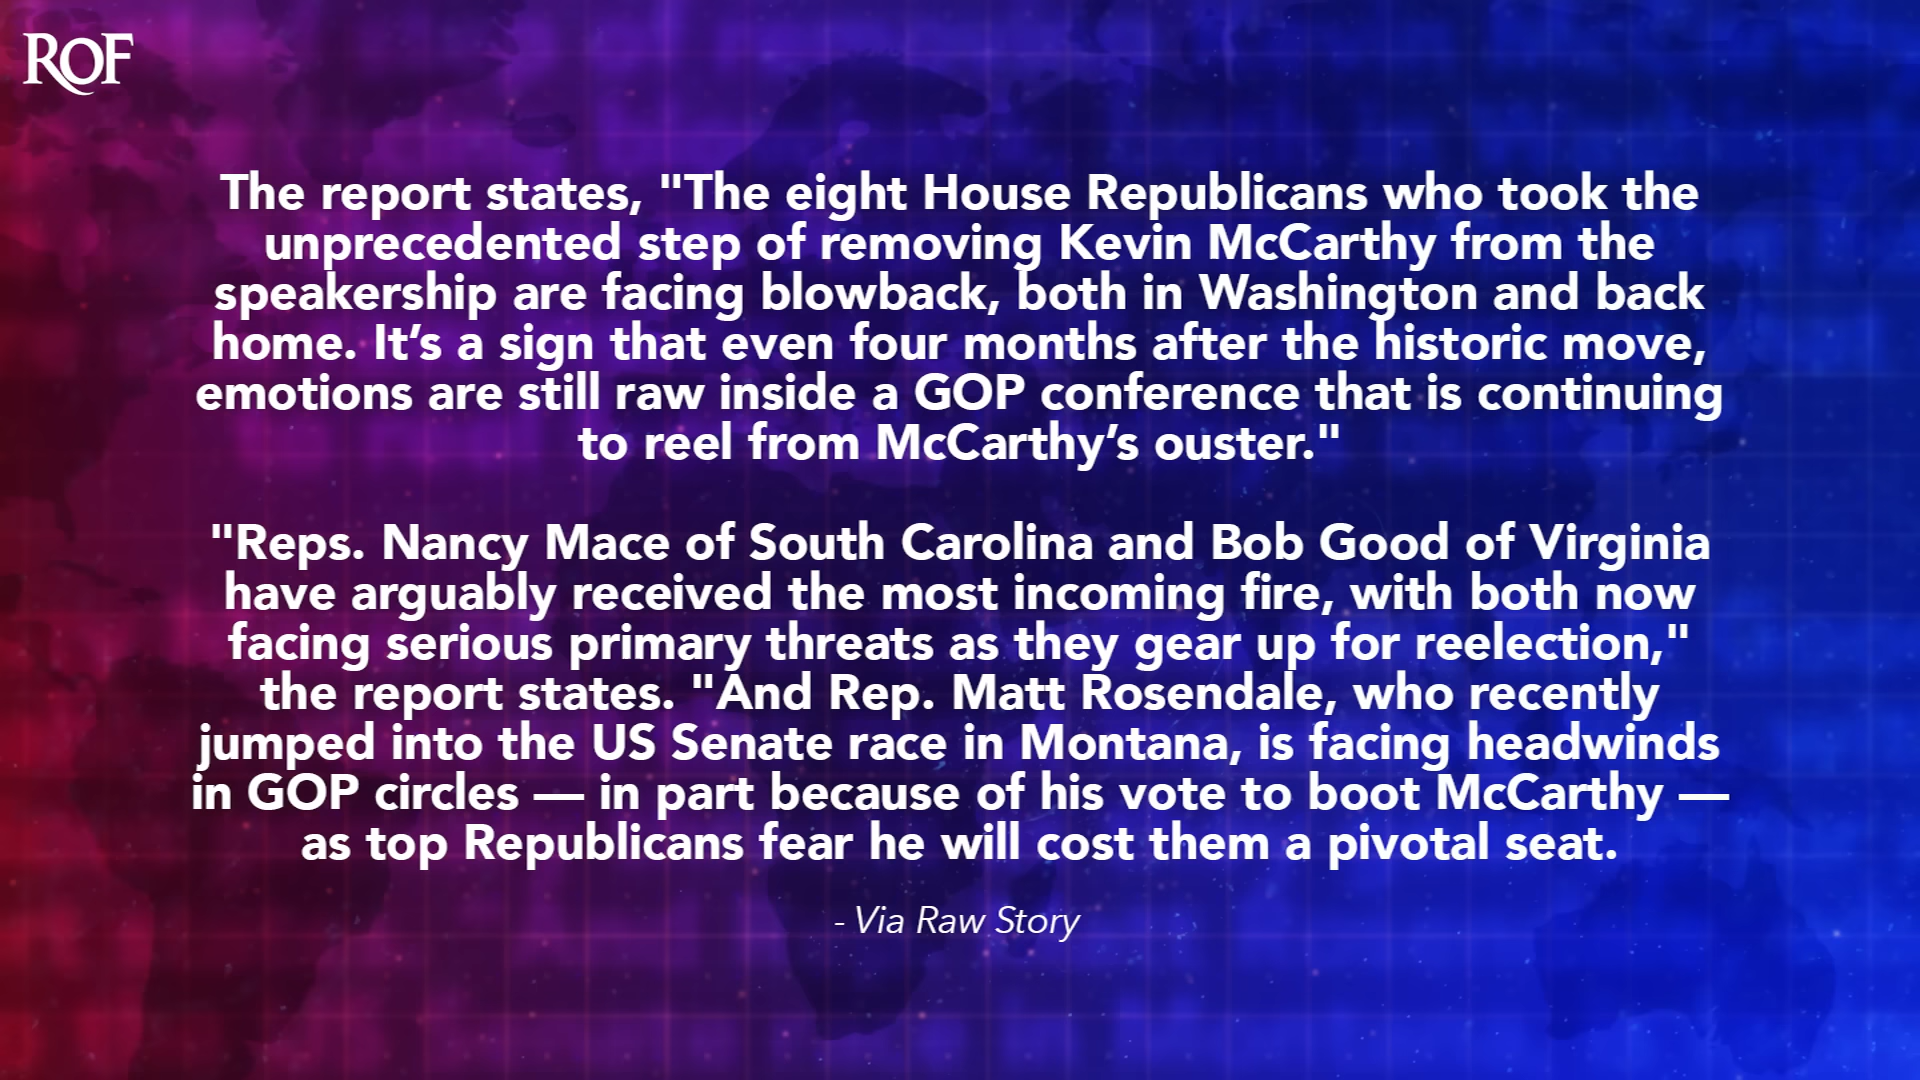 ROF
The report states, "The eight House Republicans who took the
unprecedented step of removing Kevin McCarthy from the
speakership are facing blowback, both in Washington and back
home. It’s a sign that even four months after the historic move,
emotions are still raw inside a GOP conference that is continuing
to reel from McCarthy’s ouster."
"Reps. Nancy Mace of South Carolina and Bob Good of Virginia
have arguably received the most incoming fire, with both now
facing serious primary threats as they gear up for reelection,"
the report states. "And Rep. Matt Rosendale, who recently
jumped into the US Senate race in Montana, is facing headwinds
in GOP circles — in part because of his vote to boot McCarthy —
as top Republicans fear he will cost them a pivotal seat.
- Via Raw Story